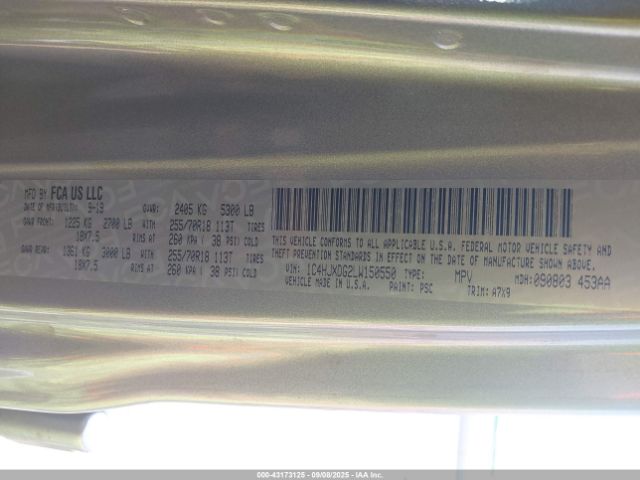 MFD BY FCA US LLC
DATE OF MFR: 9-19 GVWR: 2405 KG 5300 LB
GAWR FRONT: 1225 KG 2700 LB WITH 255/70R18 113T TIRES
18X7.5 RIMS AT 260 KPA ( 38 PSI) COLD
GAWR REAR: 1361 KG 3000 LB WITH 255/70R18 113T TIRES
18X7.5 RIMS AT 260 KPA ( 38 PSI) COLD
THIS VEHICLE CONFORMS TO ALL APPLICABLE U.S.A. FEDERAL MOTOR VEHICLE SAFETY AND
THEFT PREVENTION STANDARDS IN EFFECT ON THE DATE OF MANUFACTURE SHOWN ABOVE.
VIN: 1C4HJXDG2LW150550 TYPE: MPV MDH: 090803 453AA
VEHICLE MADE IN U.S.A. PAINT: PSC TRIM: A7X9
000-43173125 - 09/08/2025 - IAA Inc.